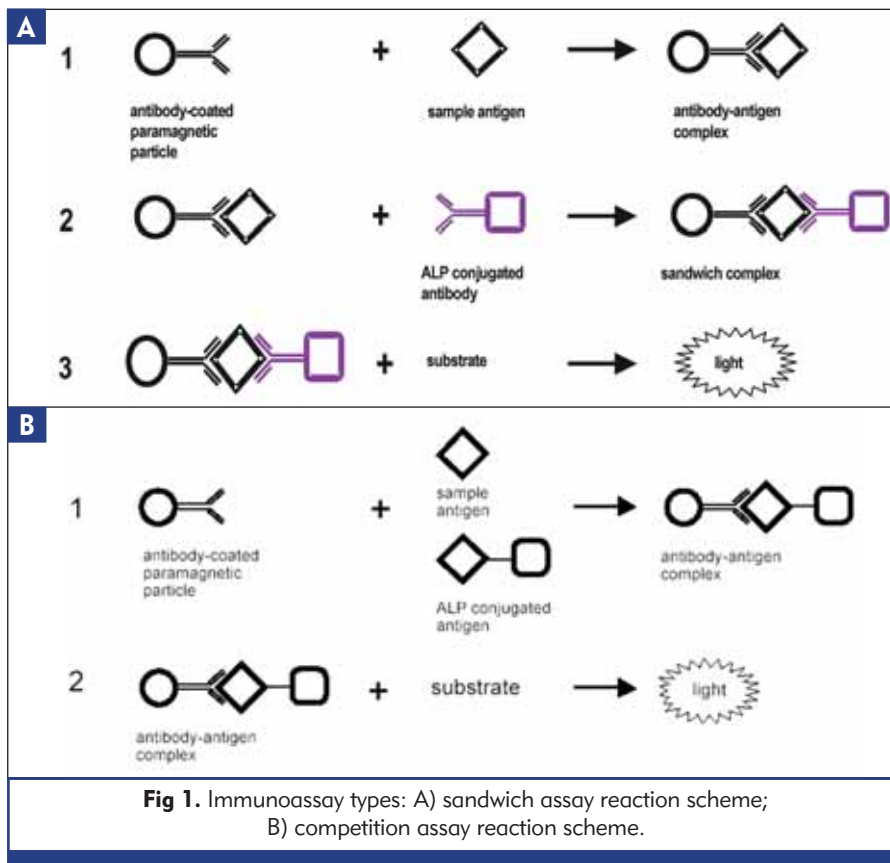 A
1
+
antibody-coated
paramagnetic
particle
sample antigen
antibody-antigen
complex
2
+
ALP conjugated
antibody
sandwich complex
3
+
substrate
light
B
1
+
sample
antigen
antibody-coated
paramagnetic
particle
ALP conjugated
antigen
antibody-antigen
complex
2
+
substrate
light
antibody-antigen
complex
Fig 1. Immunoassay types: A) sandwich assay reaction scheme;
B) competition assay reaction scheme.